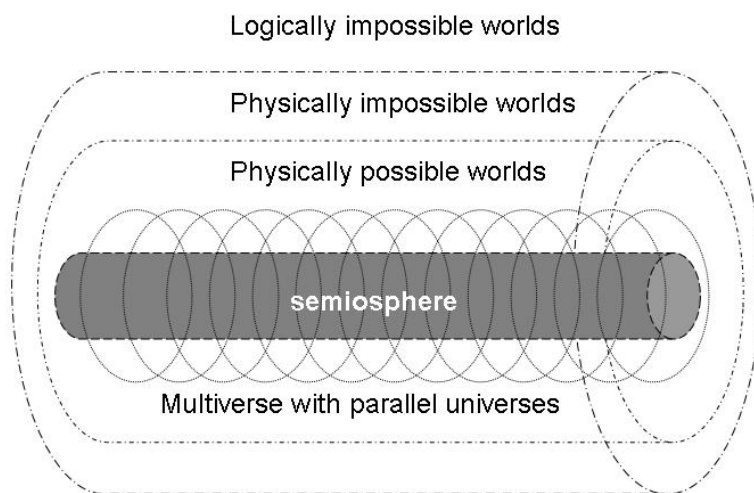 Logically impossible worlds
Physically impossible worlds
Physically possible worlds
semiosphere
Multiverse with parallel universes